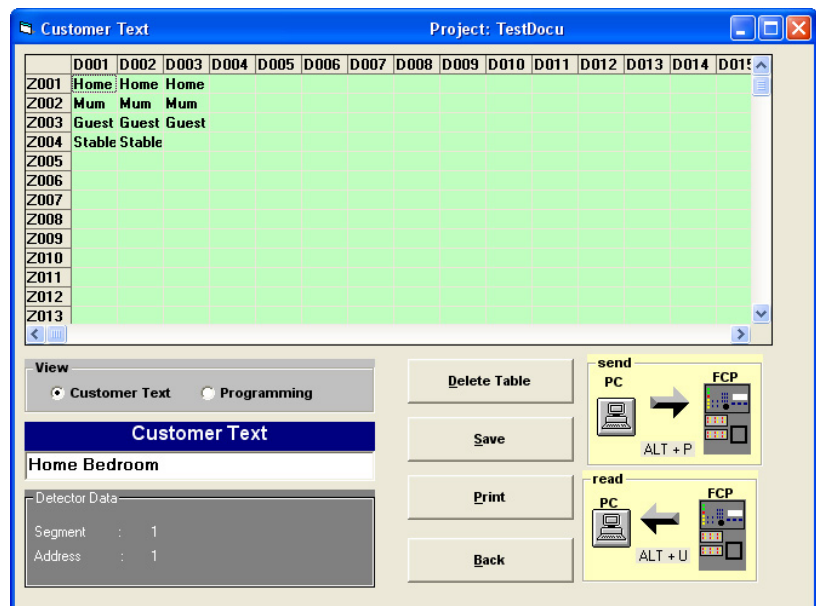 Customer Text Project: TestDocu
D001 D002 D003 D004 D005 D006 D007 D008 D009 D010 D011 D012 D013 D014 D015
Z001 Home Home Home
Z002 Mum Mum Mum
Z003 Guest Guest Guest
Z004 Stable Stable
Z005
Z006
Z007
Z008
Z009
Z010
Z011
Z012
Z013
View
Customer Text Programming
Customer Text
Home Bedroom
Detector Data
Segment : 1
Address : 1
Delete Table
Save
Print
Back
send
PC FCP
ALT + P
read
PC FCP
ALT + U